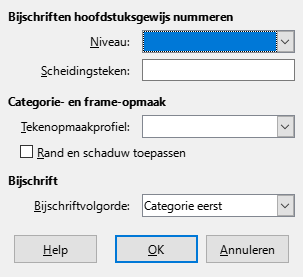 Bijschriften hoofdstuksgewijs nummeren
Niveau:
Scheidingsteken:
Categorie- en frame-opmaak
Tekenopmaakprofiel:
Rand en schaduw toepassen
Bijschrift
Bijschriftvolgorde: Categorie eerst
Help OK Annuleren